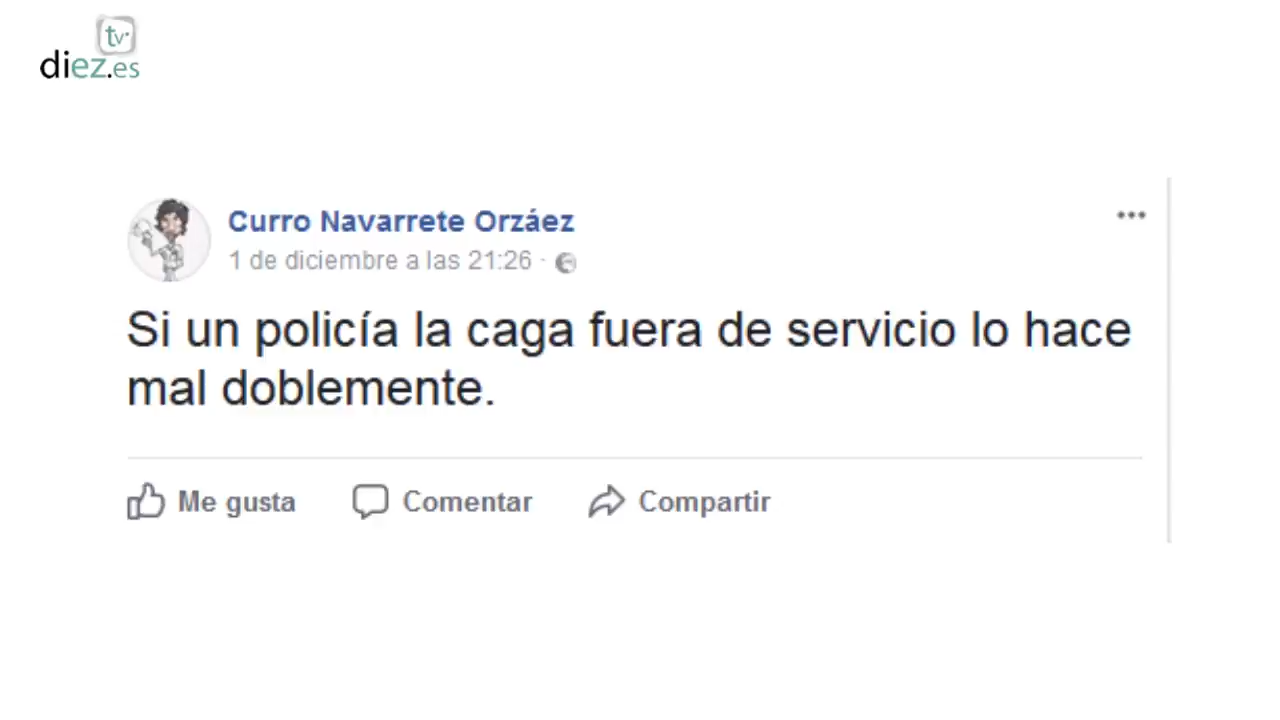 tv
diez.es
Curro Navarrete Orzáez
1 de diciembre a las 21:26 ·
Si un policía la caga fuera de servicio lo hace
mal doblemente.
Me gusta Comentar Compartir